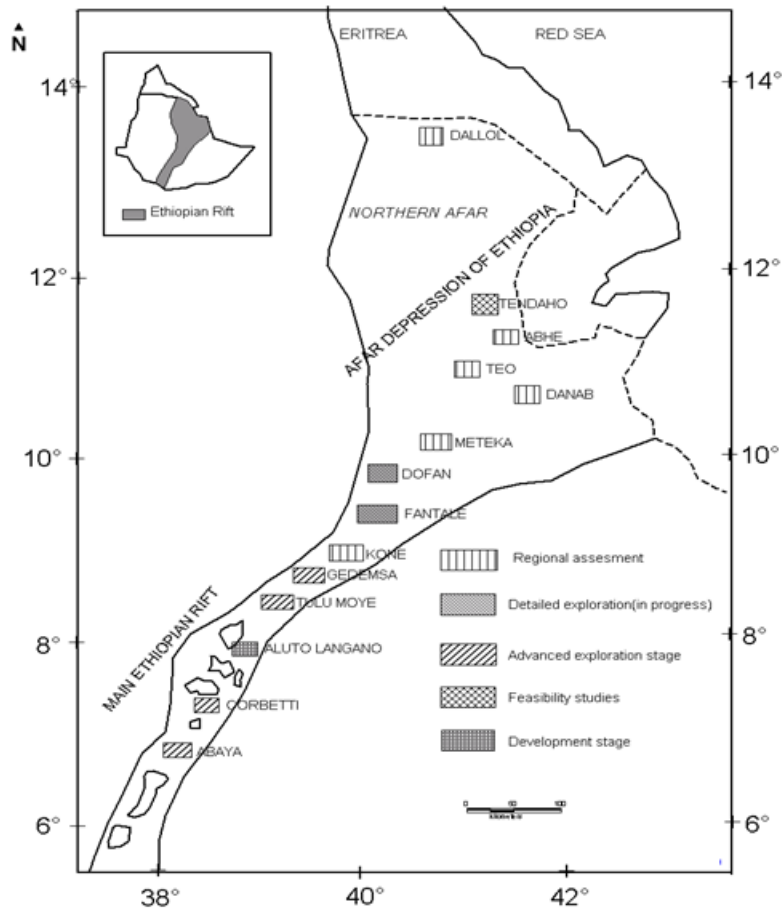 N
ERITREA
RED SEA
14°
14°
DALLOL
Ethiopian Rift
NORTHERN AFAR
AFAR DEPRESSION OF ETHIOPIA
12°
12°
TENDAHO
ABHE
TEO
DANAB
METEKA
10°
10°
DOFAN
FANTALE
KONE
GEDEMSA
TULU MOYE
MAIN ETHIOPIAN RIFT
8°
8°
ALUTO LANGANO
CORBETTI
ABAYA
6°
6°
Regional assesment
Detailed exploration(in progress)
Advanced exploration stage
Feasibility studies
Development stage
38°
40°
42°